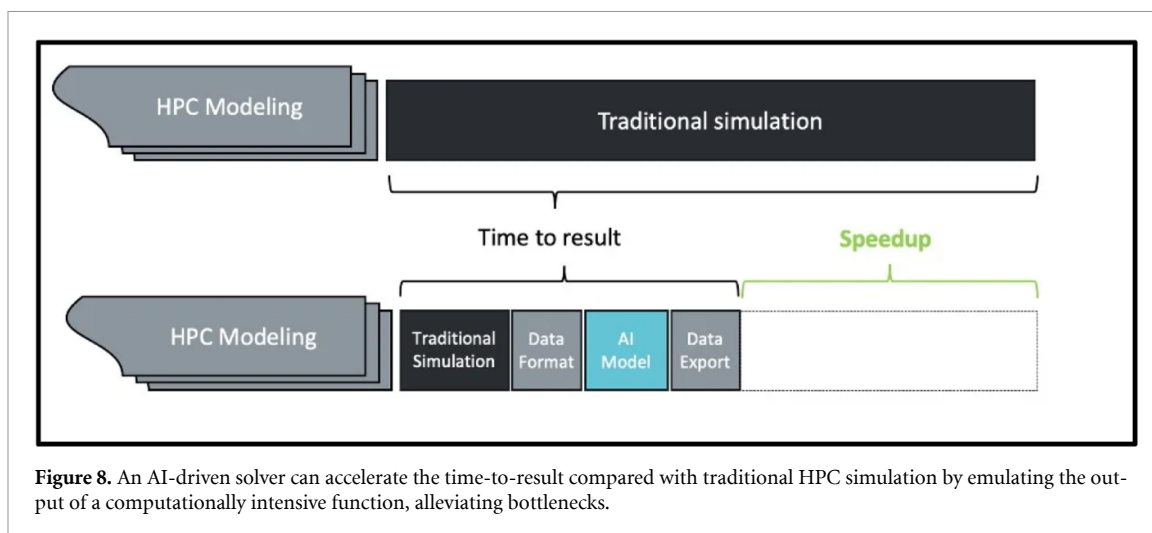 HPC Modeling
Traditional simulation
Time to result
Speedup
HPC Modeling
Traditional
Simulation
Data
Format
AI
Model
Data
Export
Figure 8. An AI-driven solver can accelerate the time-to-result compared with traditional HPC simulation by emulating the out-
put of a computationally intensive function, alleviating bottlenecks.